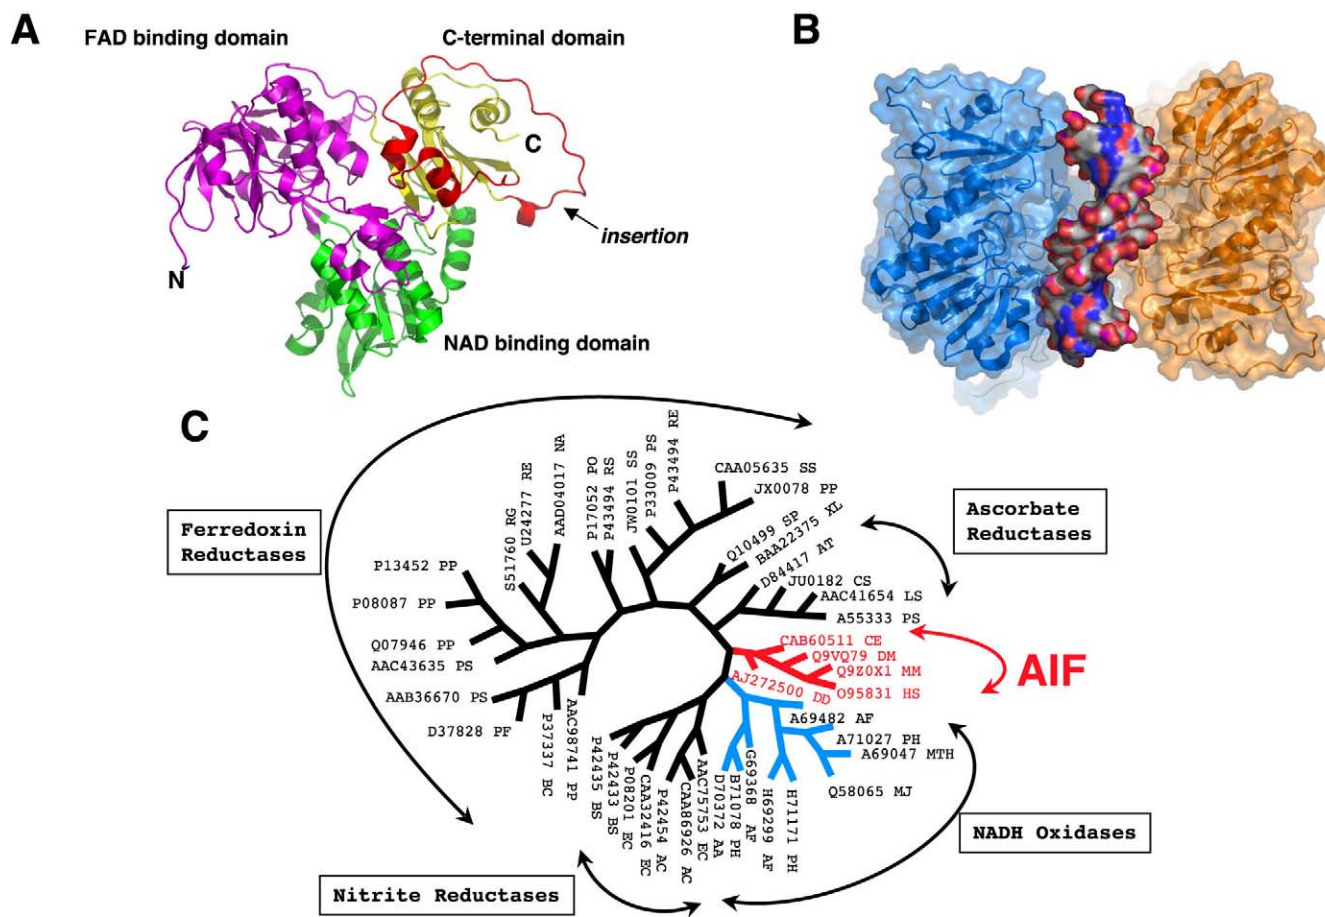 A
FAD binding domain
C-terminal domain
C
insertion
N
NAD binding domain
B
C
Ferredoxin
Reductases
P13452 PP
P08087 PP
Q07946 PP
AAC43635 PS
AAB36670 PS
D37828 PF
P37337 BC
AAC98741 PP
S51760 RG
U24277 RE
AAD04017 NA
P17052 PO
P43494 RS
JW0101 SS
P33009 PS
P43494 RE
CAA05635 SS
JX0078 PP
Q10499 SP
BAA22375 XL
D84417 AT
JU0182 CS
AAC41654 LS
A55333 PS
Ascorbate
Reductases
CAB60511 CE
Q9VQ79 DM
Q9Z0X1 MM
O95831 HS
AJ272500 DD
AIF
A69482 AF
A71027 PH
A69047 MTH
Q58065 MJ
H71171 PH
H69299 AF
G69368 AF
B71078 PH
D70372 AA
AAC75753 EC
CAA86926 AC
P42454 AC
CAA32416 EC
P08201 EC
P42433 BS
P42435 BS
NADH Oxidases
Nitrite Reductases